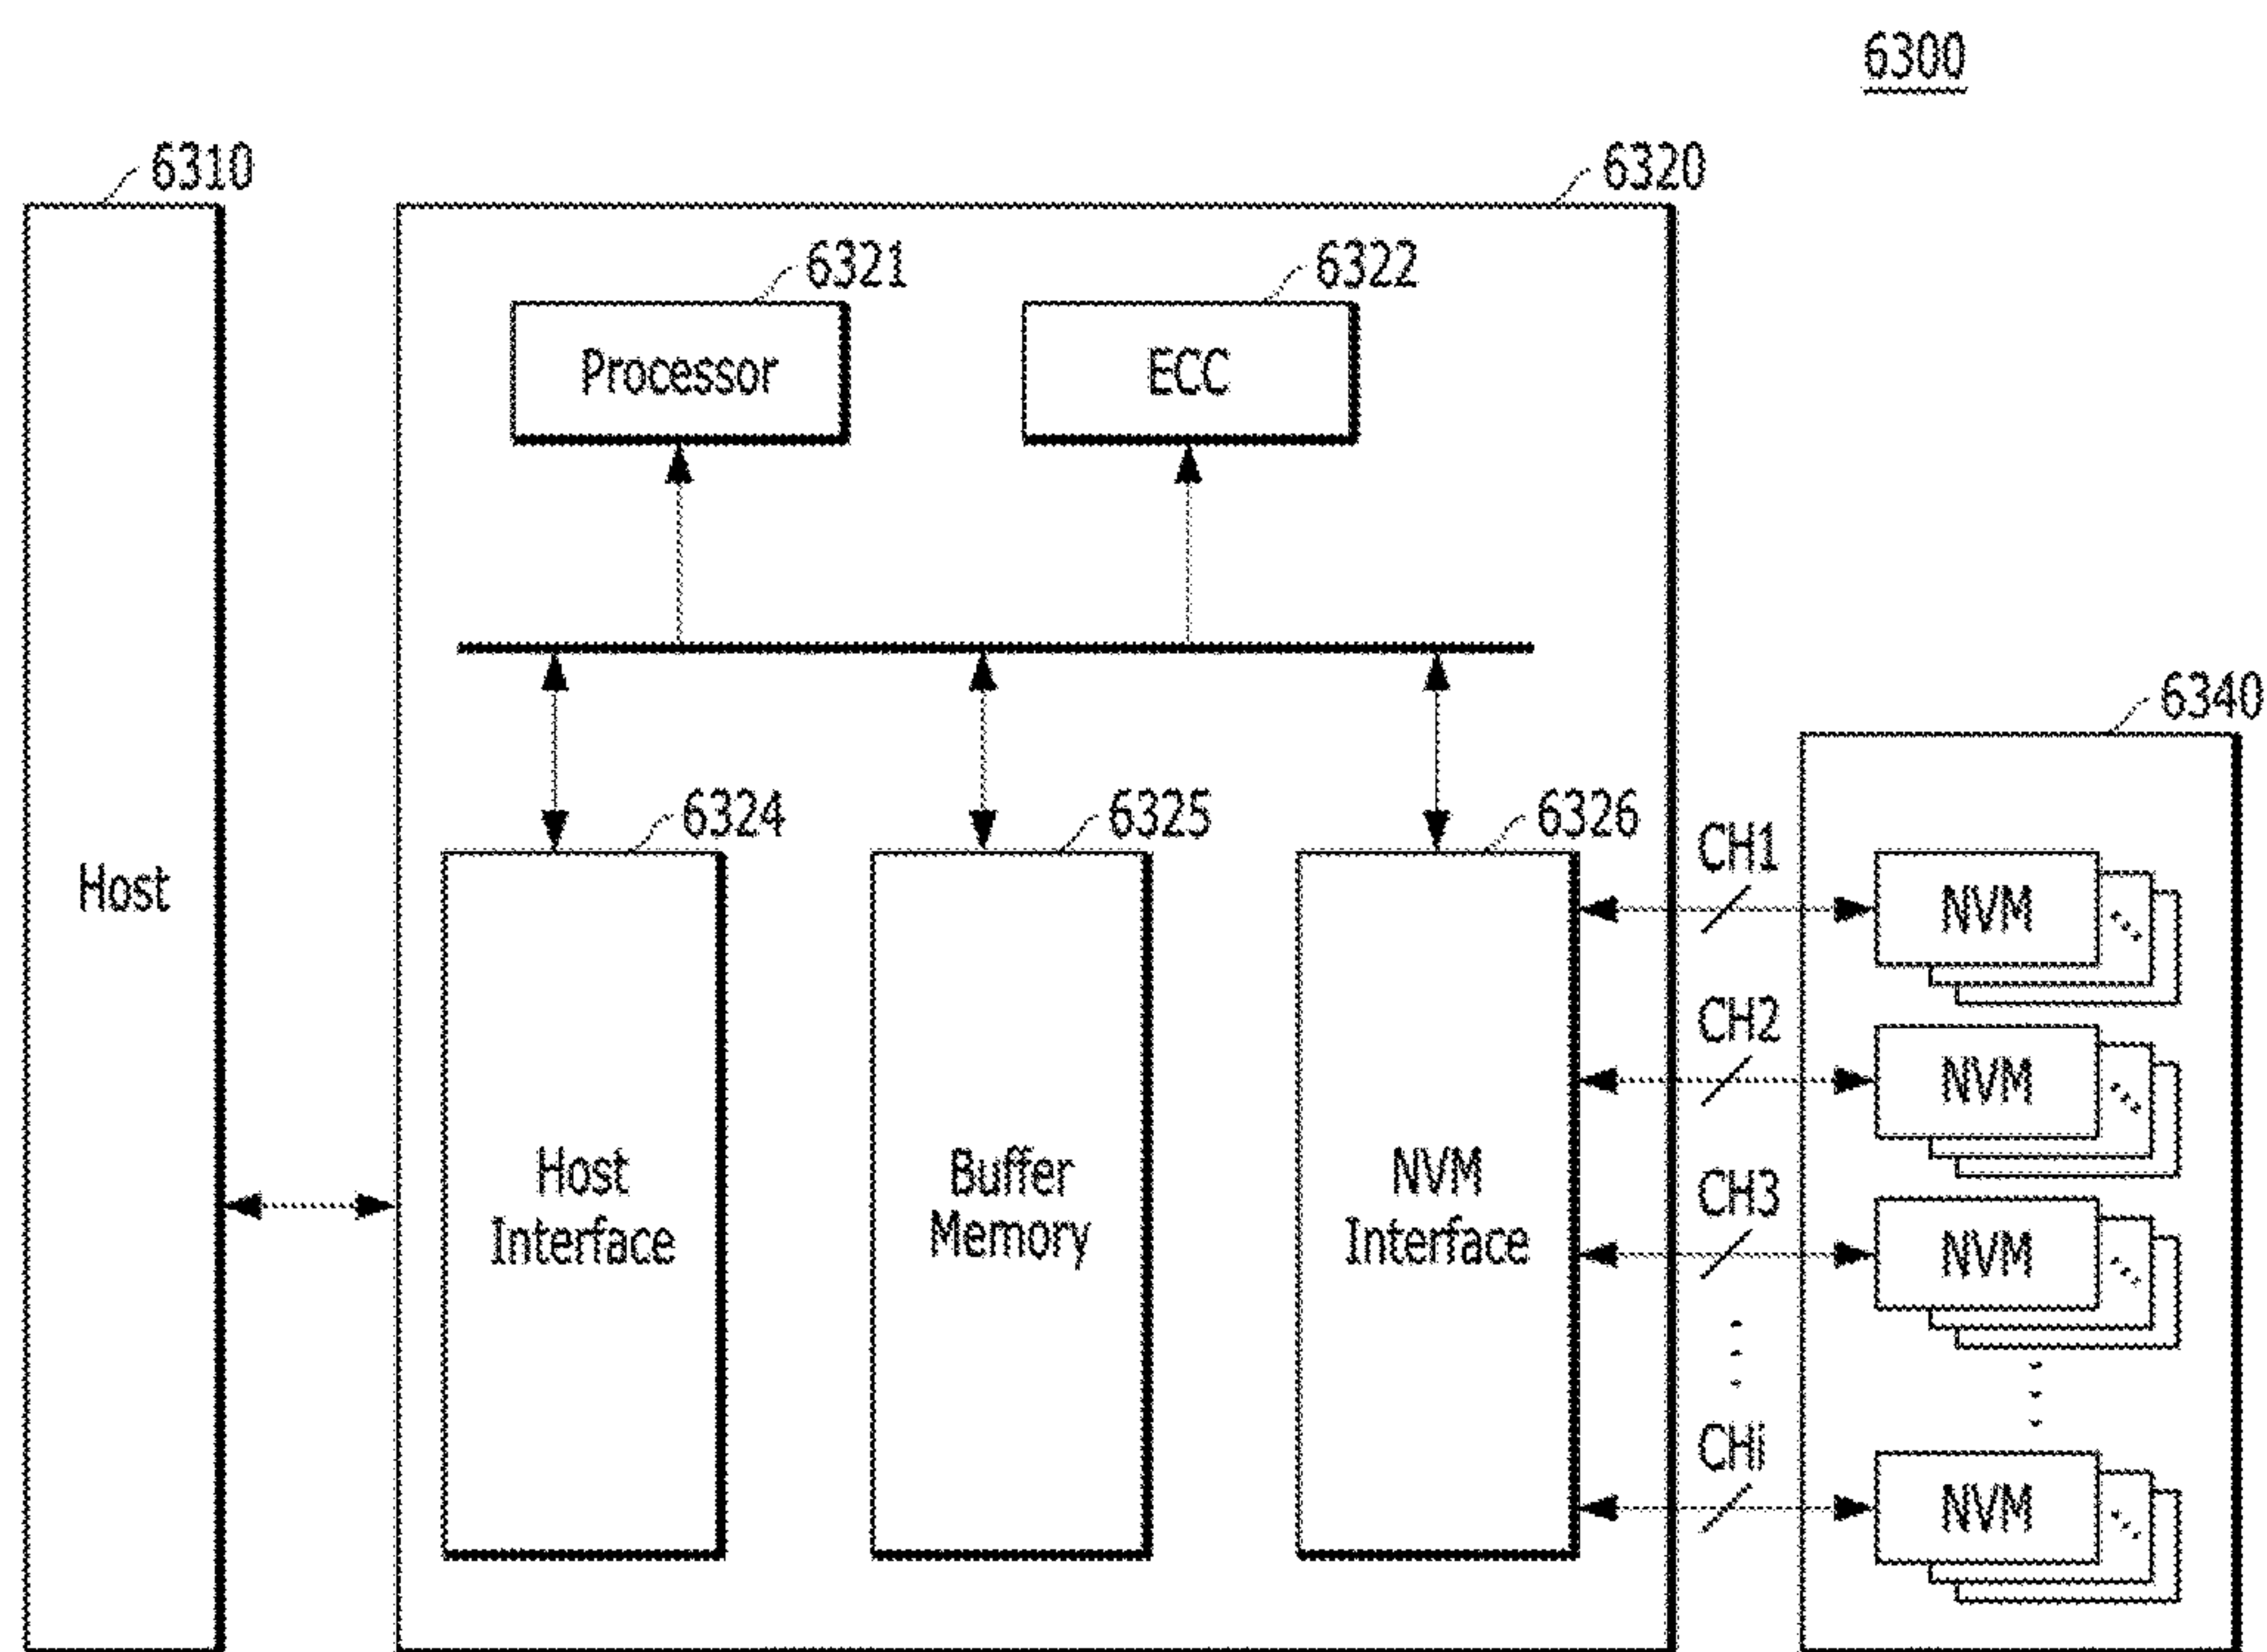 6300
6310
6320
6321
6322
Processor
ECC
6340
6324
6325
6326
CH1
Host
NVM
CH2
NVM
Host
Interface
Buffer
Memory
NVM
Interface
CH3
NVM
CHi
NVM